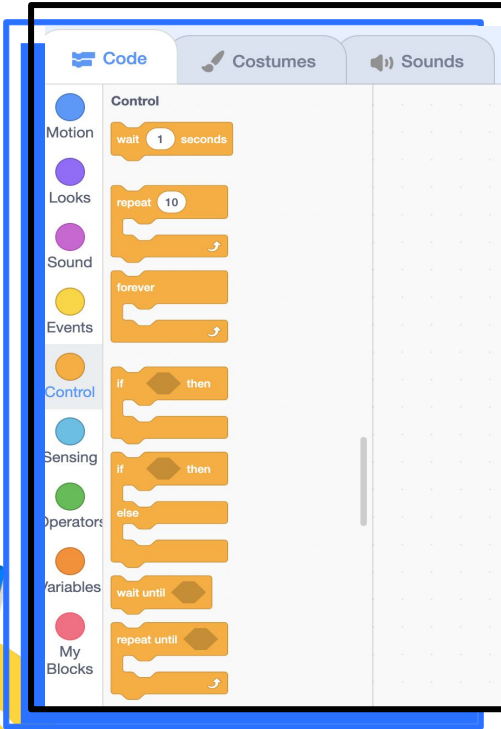 Code
Costumes
Sounds
Motion
Looks
Sound
Events
Control
Sensing
Operators
Variables
My
Blocks
Control
wait 1 seconds
repeat 10
forever
if then
if then
else
wait until
repeat until